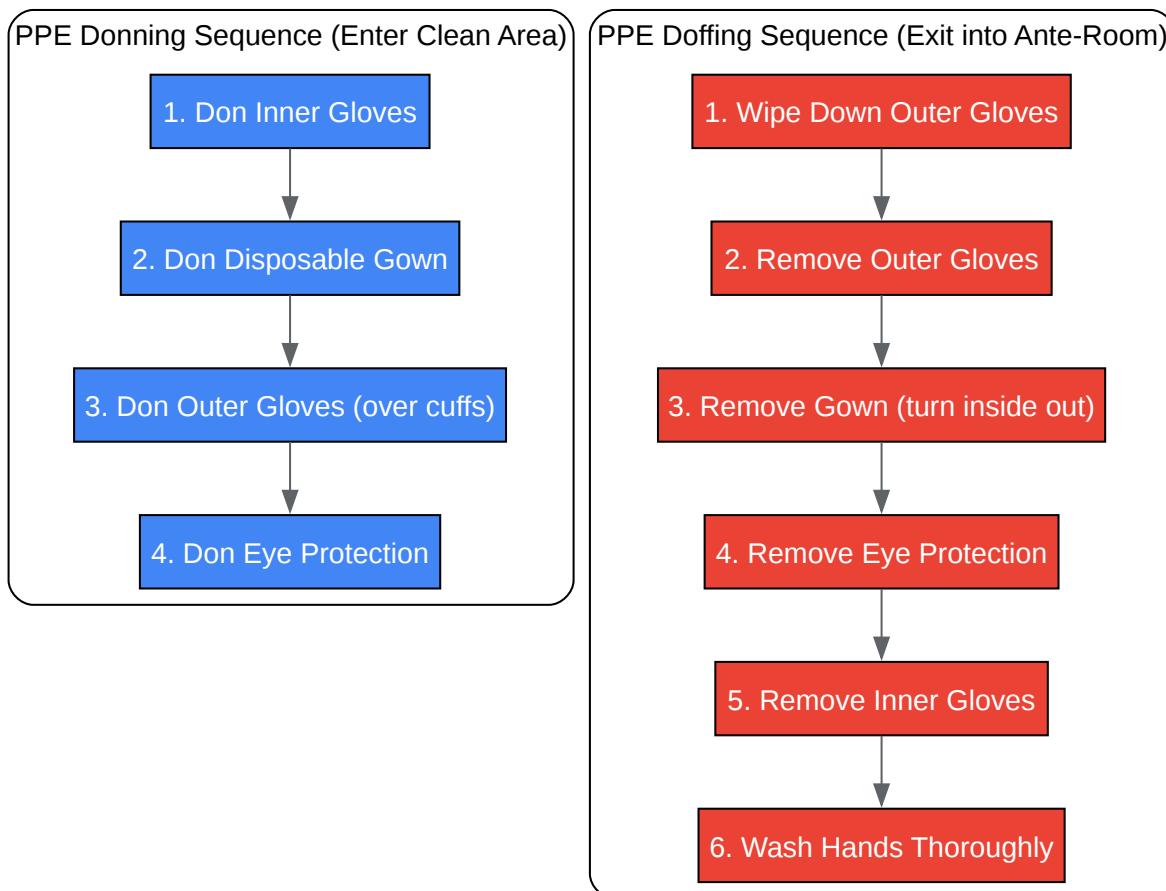 PPE Donning Sequence (Enter Clean Area)
1. Don Inner Gloves
2. Don Disposable Gown
3. Don Outer Gloves (over cuffs)
4. Don Eye Protection
PPE Doffing Sequence (Exit into Ante-Room)
1. Wipe Down Outer Gloves
2. Remove Outer Gloves
3. Remove Gown (turn inside out)
4. Remove Eye Protection
5. Remove Inner Gloves
6. Wash Hands Thoroughly